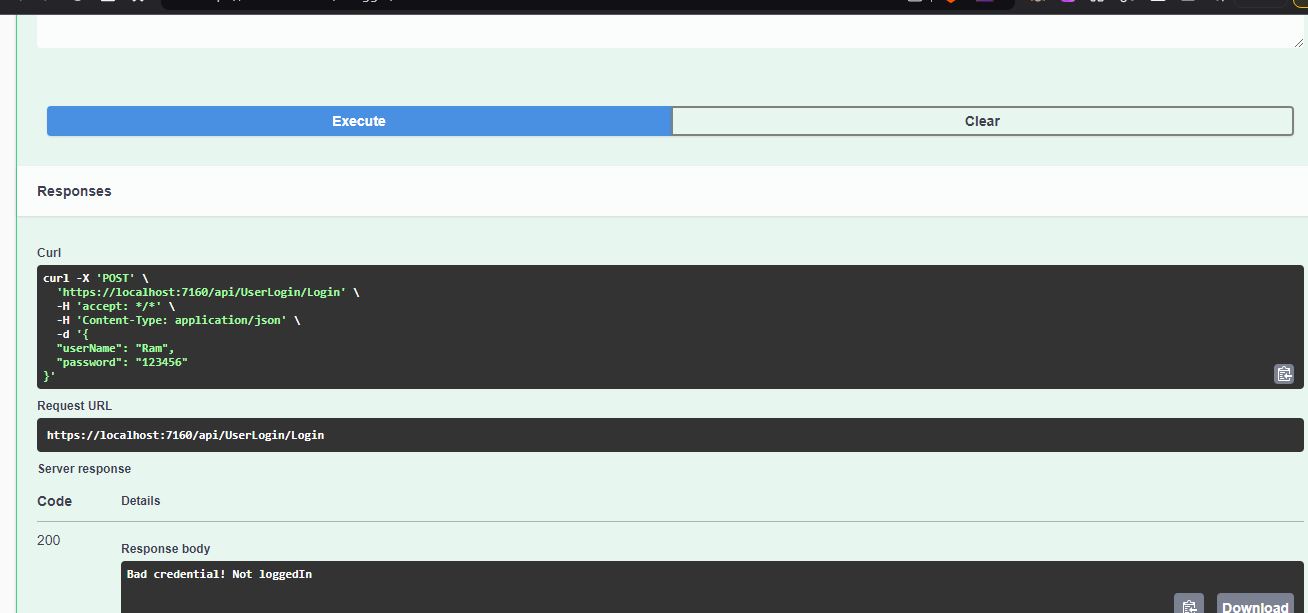 Execute
Clear
Responses
Curl
curl -X 'POST' \
'https://localhost:7160/api/UserLogin/Login' \
-H 'accept: */*' \
-H 'Content-Type: application/json' \
-d '{
"userName": "Ram",
"password": "123456"
}'
Request URL
https://localhost:7160/api/UserLogin/Login
Server response
Code
Details
200
Response body
Bad credential! Not loggedIn
Download